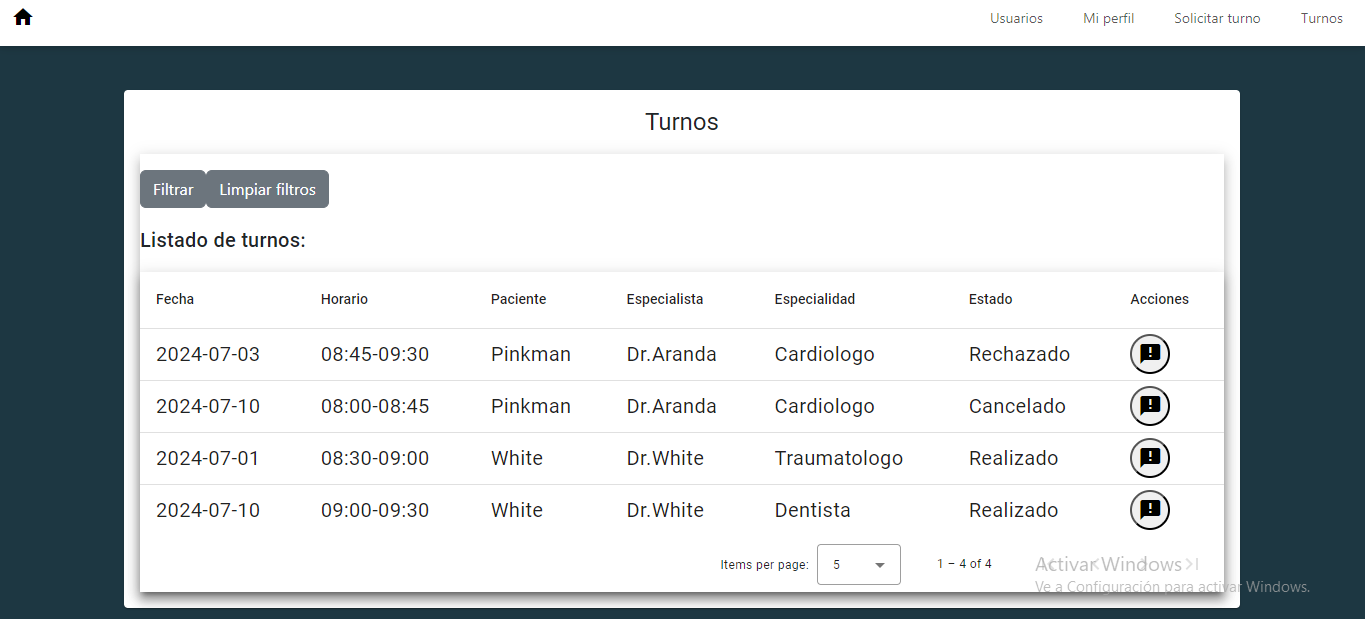 Usuarios Mi perfil Solicitar turno Turnos
Turnos
Filtrar Limpiar filtros
Listado de turnos:
Fecha Horario Paciente Especialista Especialidad Estado Acciones
2024-07-03 08:45-09:30 Pinkman Dr.Aranda Cardiologo Rechazado
2024-07-10 08:00-08:45 Pinkman Dr.Aranda Cardiologo Cancelado
2024-07-01 08:30-09:00 White Dr.White Traumatologo Realizado
2024-07-10 09:00-09:30 White Dr.White Dentista Realizado
Items per page: 5 1 – 4 of 4
Activar Windows
Ve a Configuración para activar Windows.